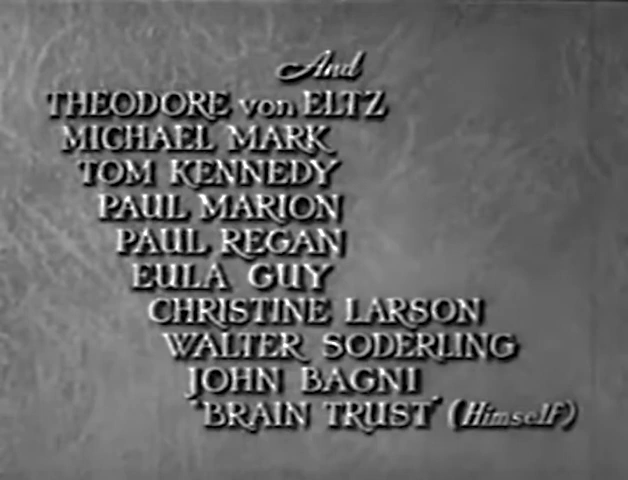 And
THEODORE von ELTZ
MICHAEL MARK
TOM KENNEDY
PAUL MARION
PAUL REGAN
EULA GUY
CHRISTINE LARSON
WALTER SODERLING
JOHN BAGNI
"BRAIN TRUST" (Himself)